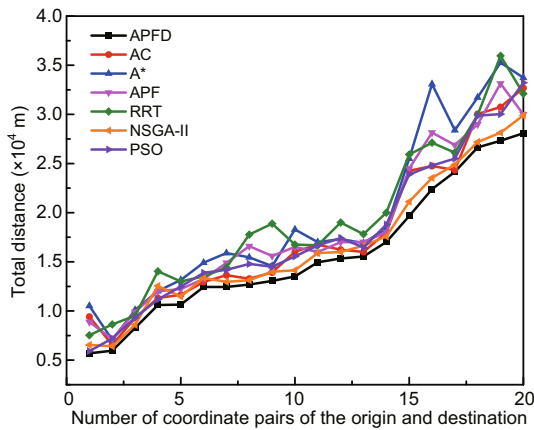 4.0
3.5
3.0
2.5
2.0
1.5
1.0
0.5
Total distance (×10⁴ m)
APFD
AC
A*
APF
RRT
NSGA-II
PSO
0 5 10 15 20
Number of coordinate pairs of the origin and destination